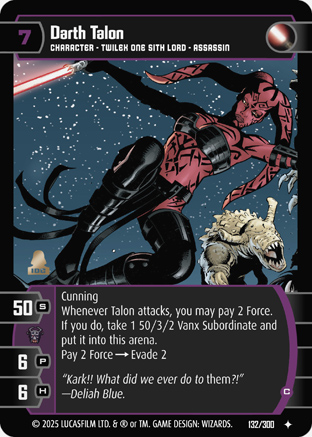 7 Darth Talon
CHARACTER - TWILEK ONE SITH LORD - ASSASSIN
50 S
Cunning
Whenever Talon attacks, you may pay 2 Force.
If you do, take 1 50/3/2 Vanx Subordinate and
put it into this arena.
6 P
Pay 2 Force → Evade 2
6 H
“Kark!! What did we ever do to them?!”
—Deliah Blue.
C
© 2025 LUCASFILM LTD. & ® or TM. GAME DESIGN: WIZARDS. 132/300